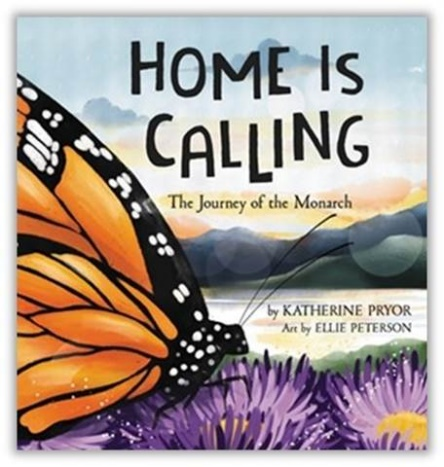 HOME IS
CALLING
The Journey of the Monarch
by KATHERINE PRYOR
Art by ELLIE PETERSON